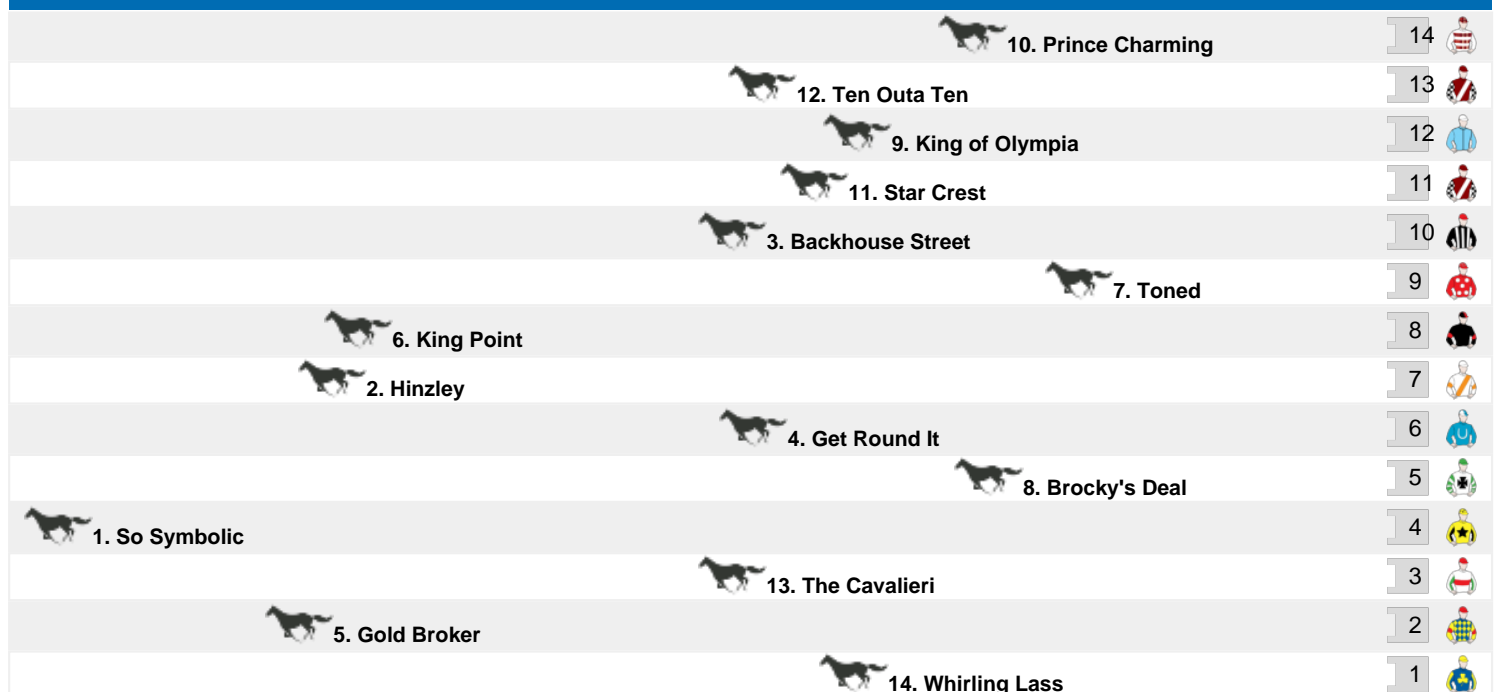 10. Prince Charming 14
12. Ten Outa Ten 13
9. King of Olympia 12
11. Star Crest 11
3. Backhouse Street 10
7. Toned 9
6. King Point 8
2. Hinzley 7
4. Get Round It 6
8. Brocky's Deal 5
1. So Symbolic 4
13. The Cavalieri 3
5. Gold Broker 2
14. Whirling Lass 1